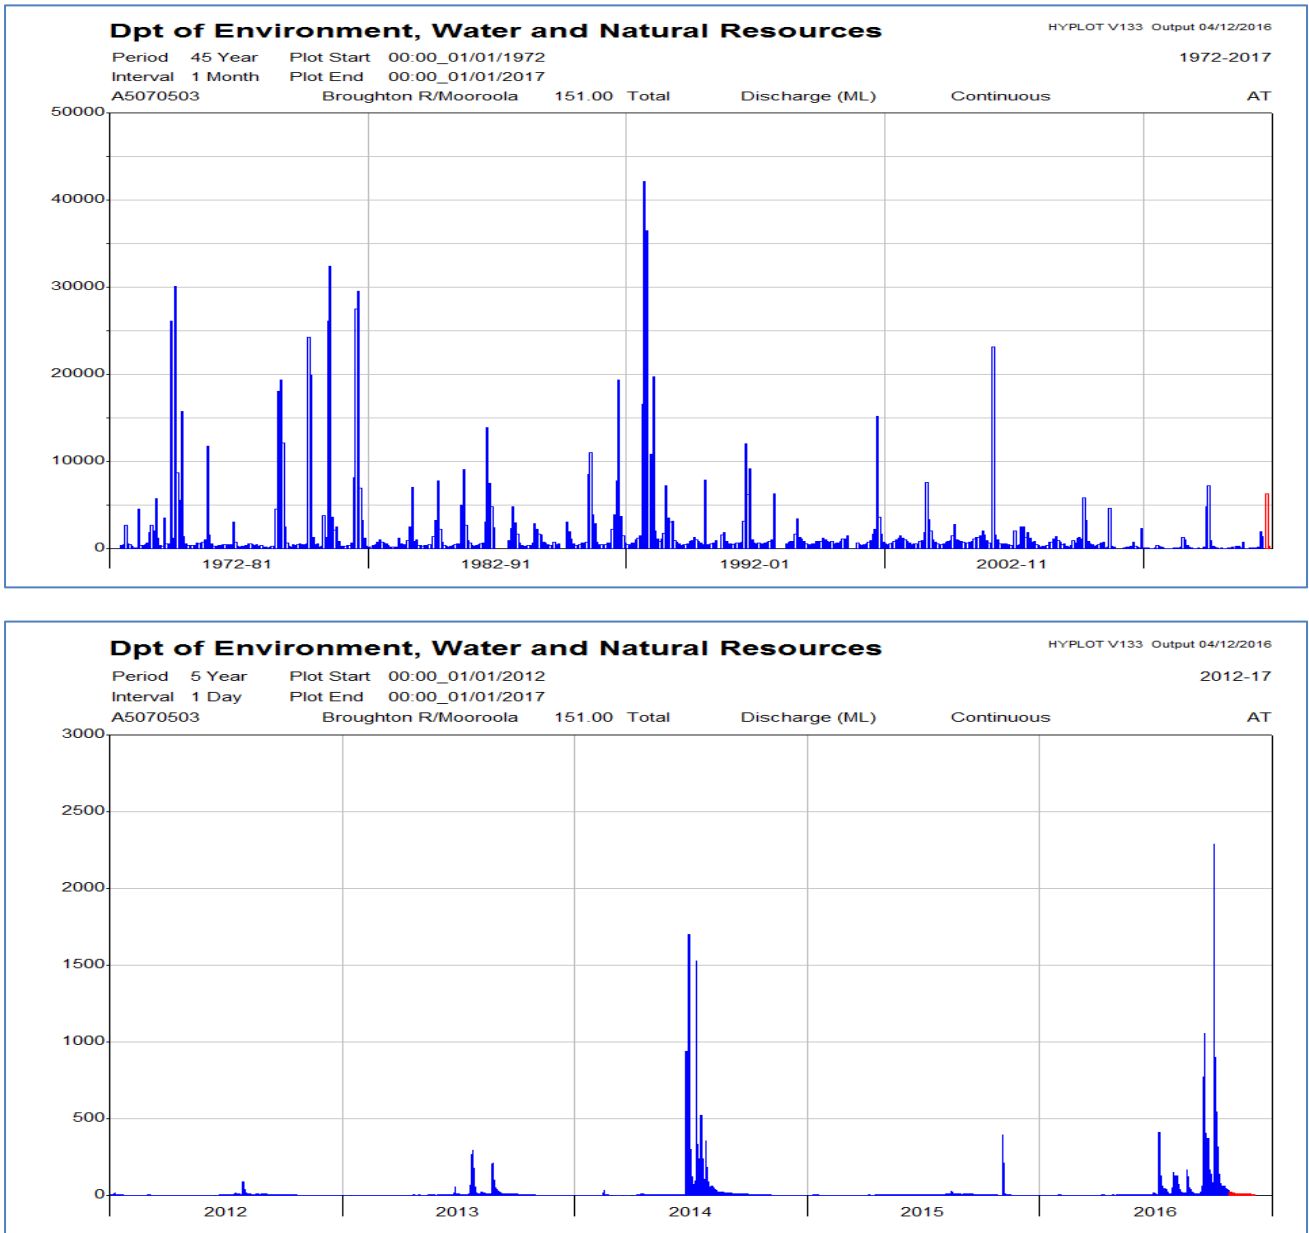 Dpt of Environment, Water and Natural Resources HYPLOT V133 Output 04/12/2016
Period 45 Year Plot Start 00:00_01/01/1972 1972-2017
Interval 1 Month Plot End 00:00_01/01/2017
A5070503 Broughton R/Mooroola 151.00 Total Discharge (ML) Continuous AT
50000
40000
30000
20000
10000
0
1972-81 1982-91 1992-01 2002-11
Dpt of Environment, Water and Natural Resources HYPLOT V133 Output 04/12/2016
Period 5 Year Plot Start 00:00_01/01/2012 2012-17
Interval 1 Day Plot End 00:00_01/01/2017
A5070503 Broughton R/Mooroola 151.00 Total Discharge (ML) Continuous AT
3000
2500
2000
1500
1000
500
0
2012 2013 2014 2015 2016